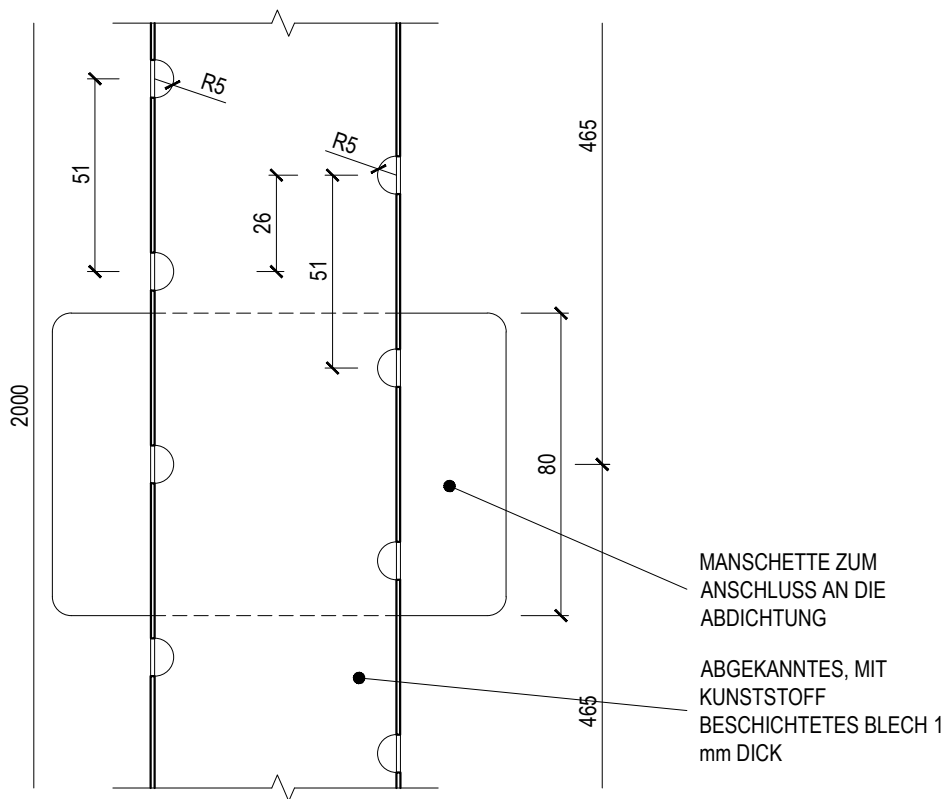 R5
465
R5
51
26
51
2000
80
MANSCHETTE ZUM
ANSCHLUSS AN DIE
ABDICHTUNG
ABGEKANNTES, MIT
KUNSTSTOFF
BESCHICHTETES BLECH 1
mm DICK
465